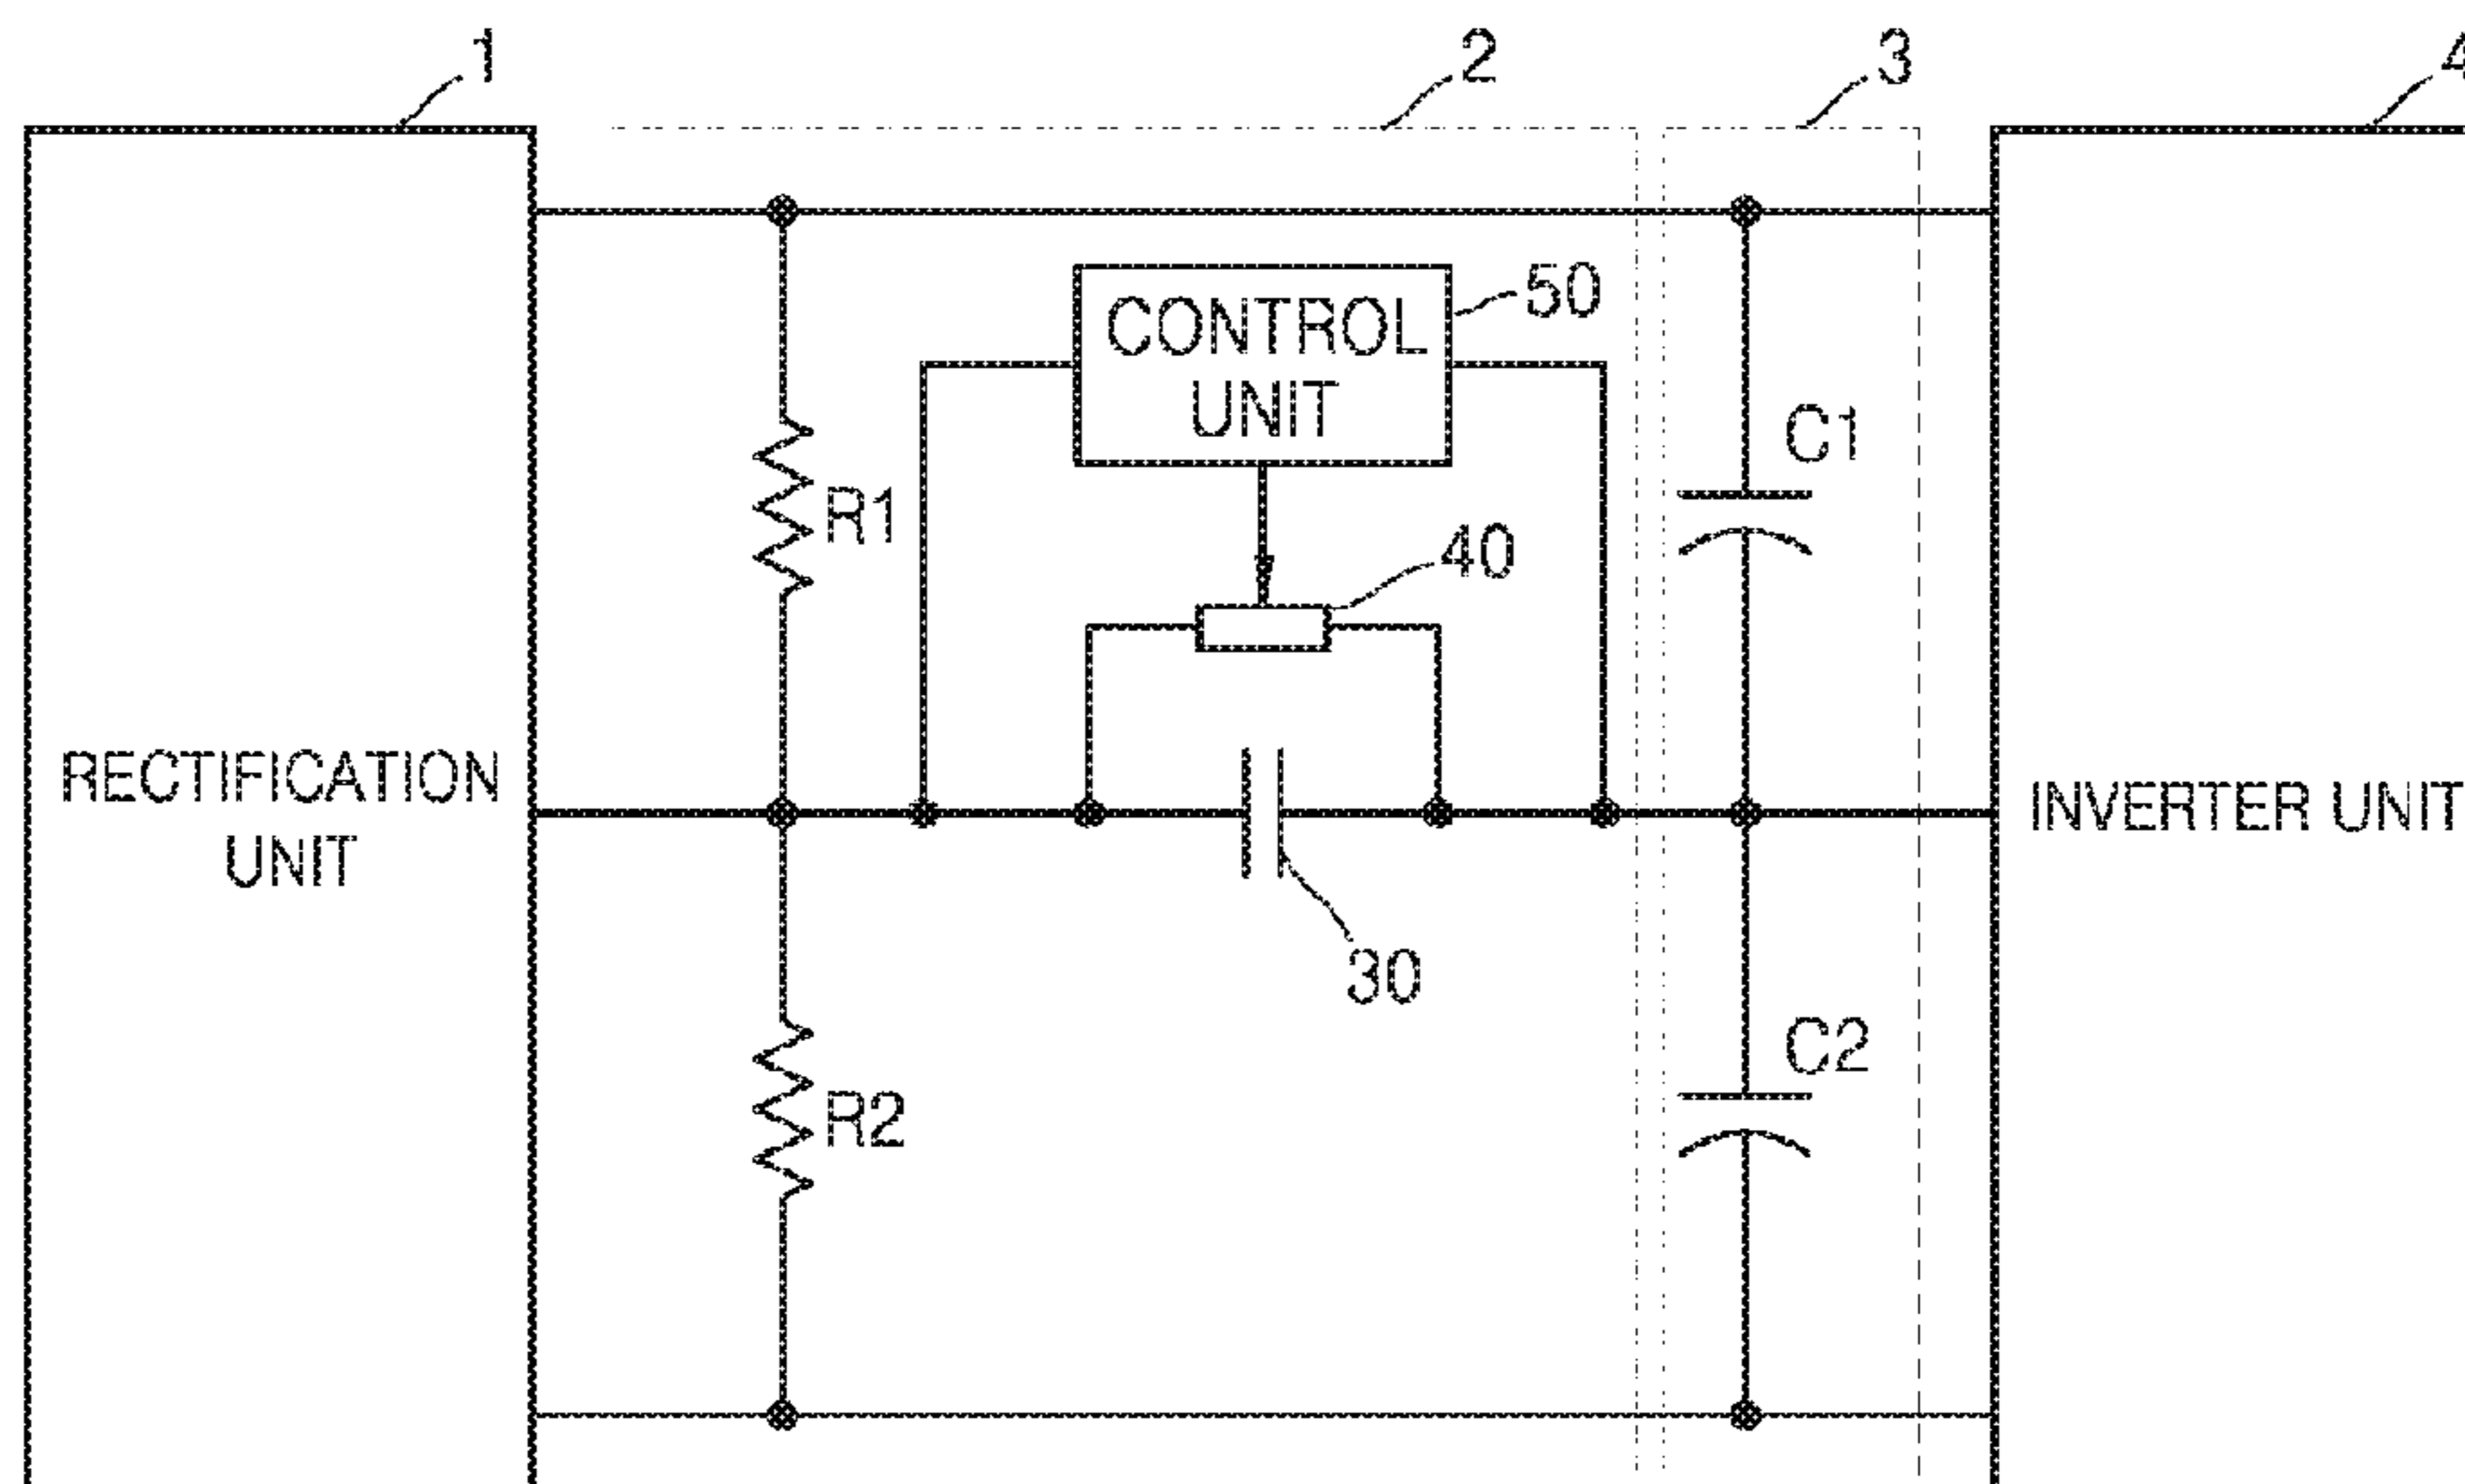 1
2
3
4
50
CONTROL
UNIT
C1
R1
40
RECTIFICATION
UNIT
INVERTER UNIT
30
C2
R2